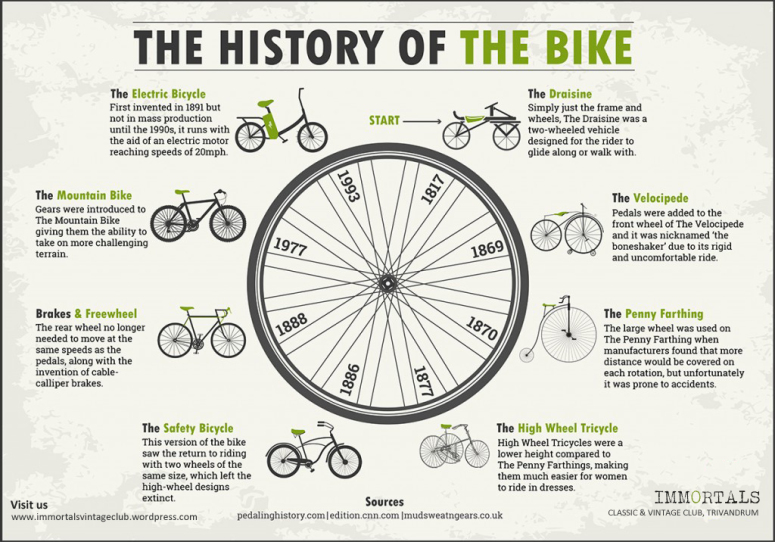 THE HISTORY OF THE BIKE
START
The Draisine
Simply just the frame and
wheels, The Draisine was a
two-wheeled vehicle
designed for the rider to
glide along or walk with.
1817
The Velocipede
Pedals were added to the
front wheel of The Velocipede
and it was nicknamed 'the
boneshaker' due to its rigid
and uncomfortable ride.
1869
The Penny Farthing
The large wheel was used on
The Penny Farthing when
manufacturers found that more
distance would be covered on
each rotation, but unfortunately
it was prone to accidents.
1870
The High Wheel Tricycle
High Wheel Tricycles were a
lower height compared to
The Penny Farthings, making
them much easier for women
to ride in dresses.
1877
The Safety Bicycle
This version of the bike
saw the return to riding
with two wheels of the
same size, which left the
high-wheel designs
extinct.
1886
Brakes & Freewheel
The rear wheel no longer
needed to move at the
same speeds as the
pedals, along with the
invention of cable-
calliper brakes.
1888
The Mountain Bike
Gears were introduced to
The Mountain Bike
giving them the ability to
take on more challenging
terrain.
1977
The Electric Bicycle
First invented in 1891 but
not in mass production
until the 1990s, it runs with
the aid of an electric motor
reaching speeds of 20mph.
1993
Visit us
www.immortalsvintageclub.wordpress.com
Sources
pedalinghistory.com|edition.cnn.com|mudsweatngears.co.uk
IMMORTALS
CLASSIC & VINTAGE CLUB, TRIVANDRUM